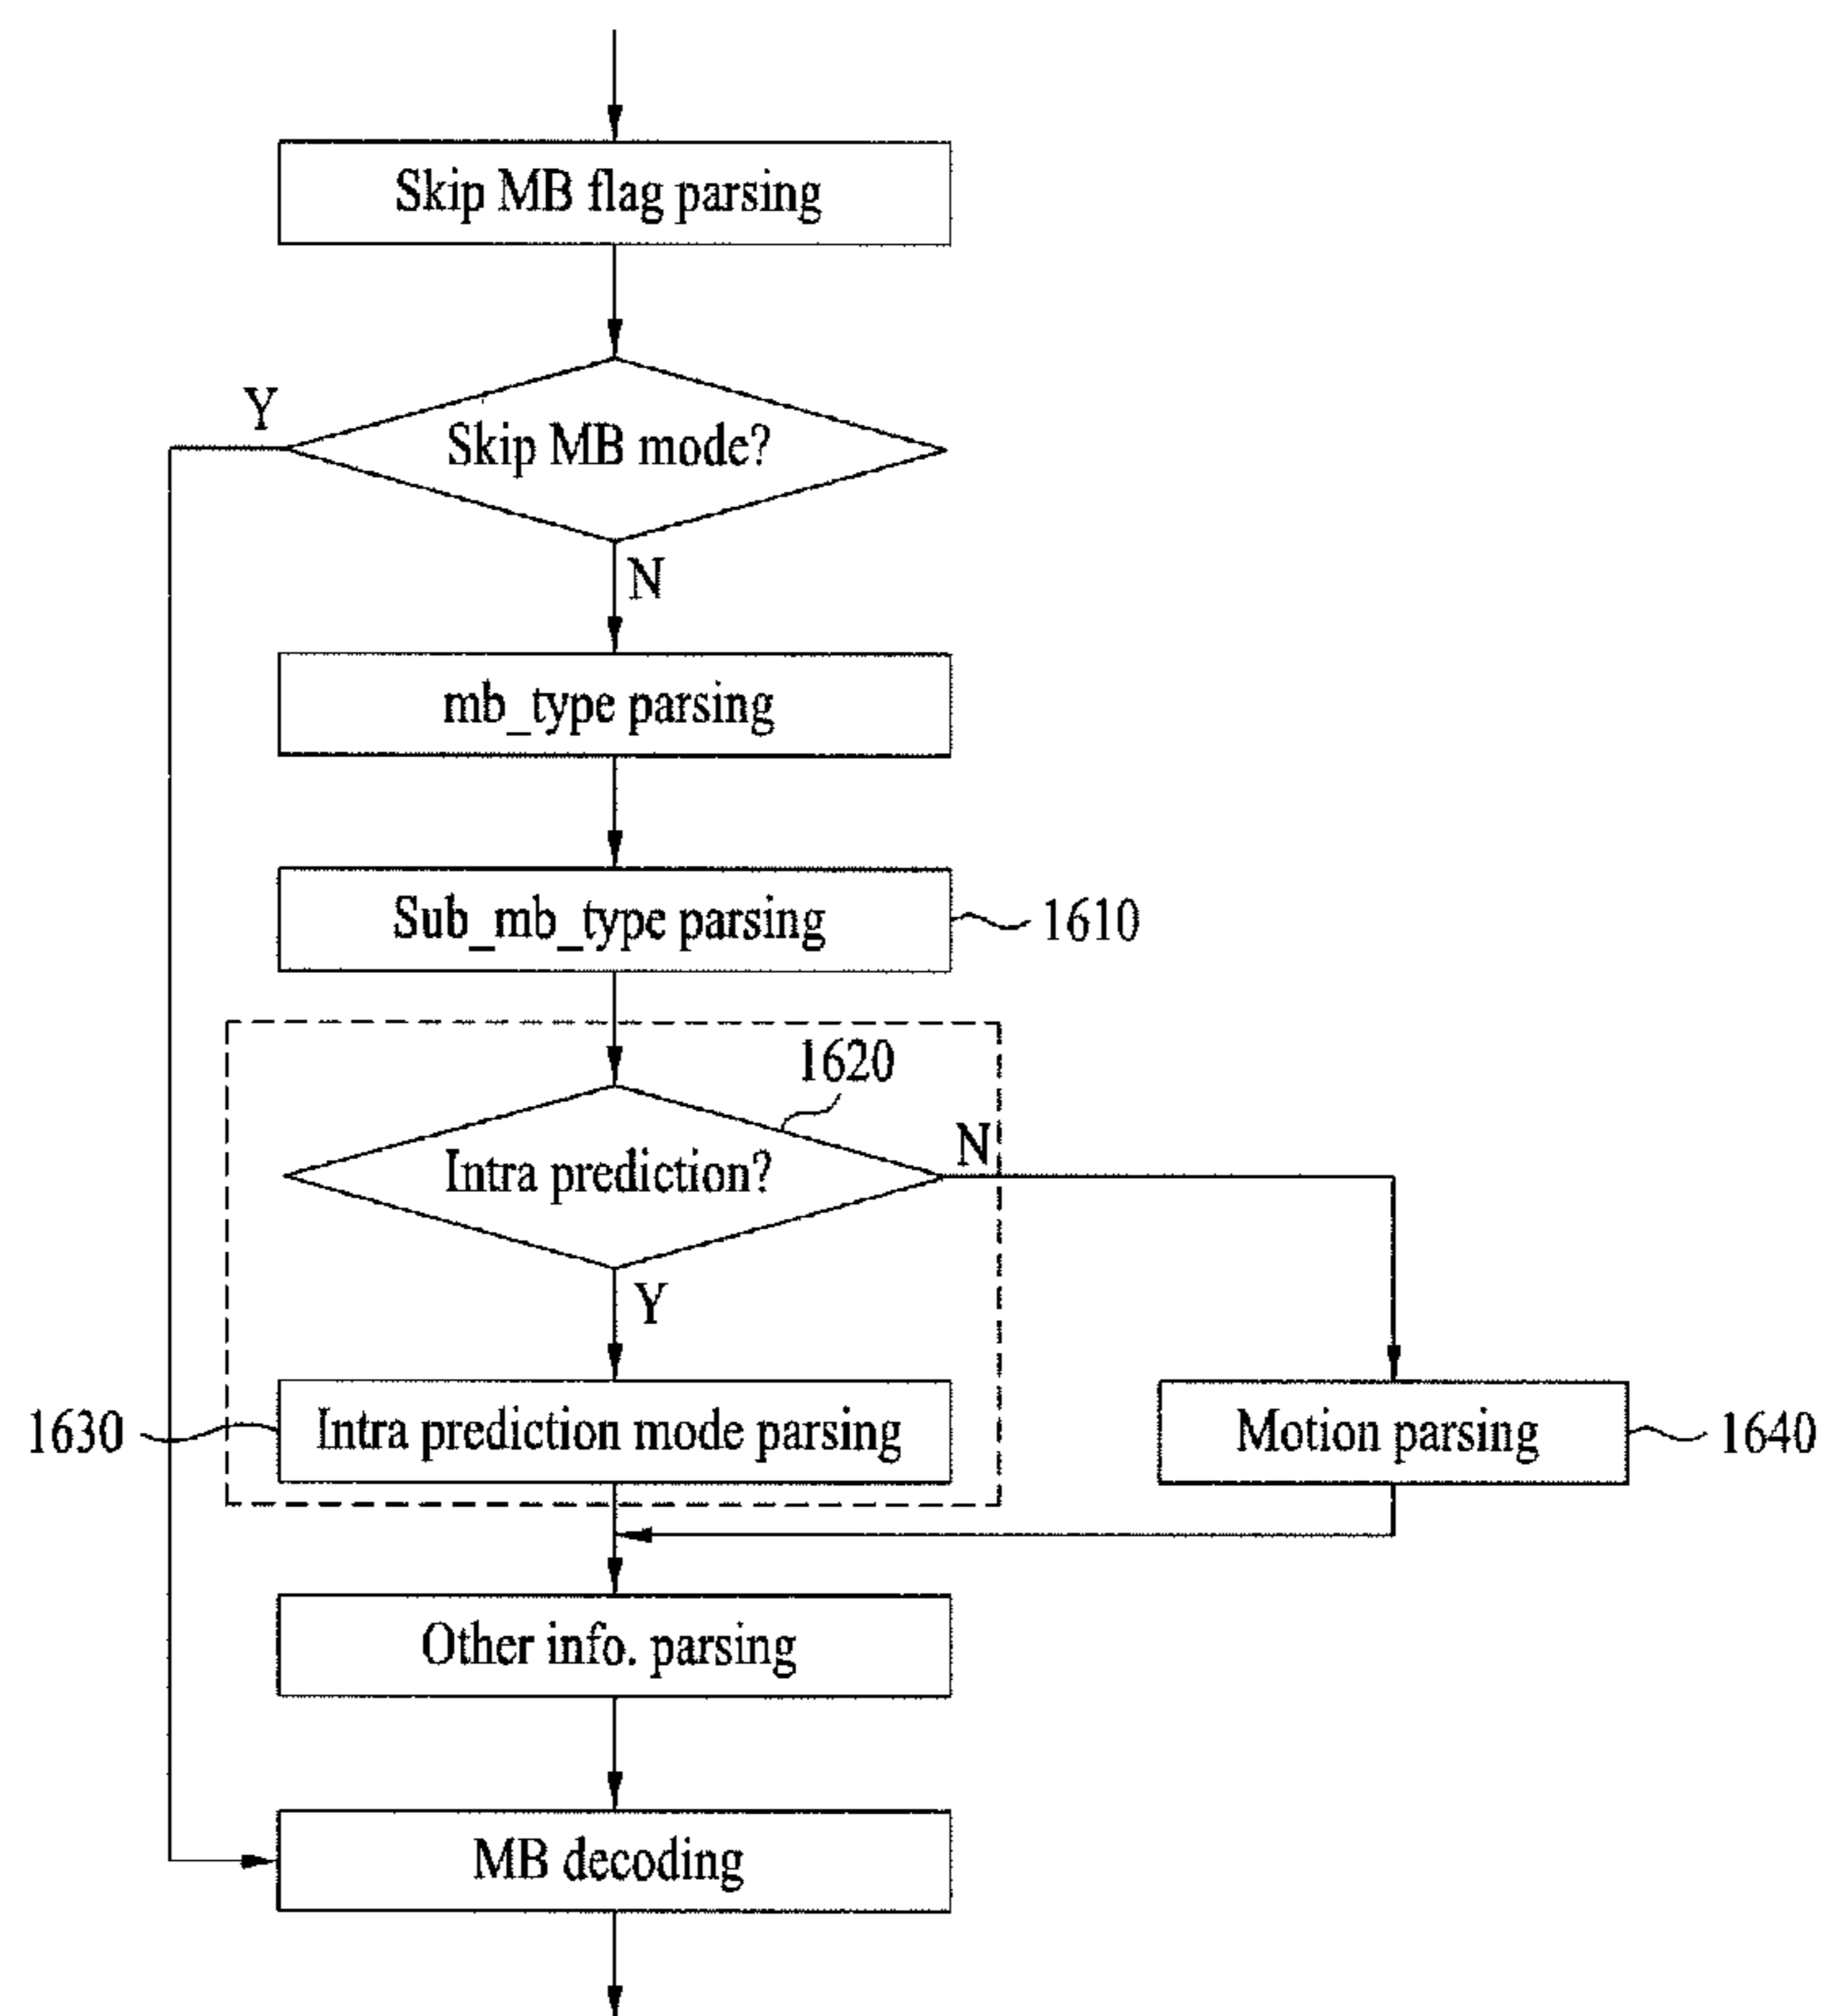 Skip MB flag parsing
Y
Skip MB mode?
N
mb_type parsing
Sub_mb_type parsing
1610
1620
Intra prediction?
N
Y
1630
Intra prediction mode parsing
Motion parsing
1640
Other info. parsing
MB decoding